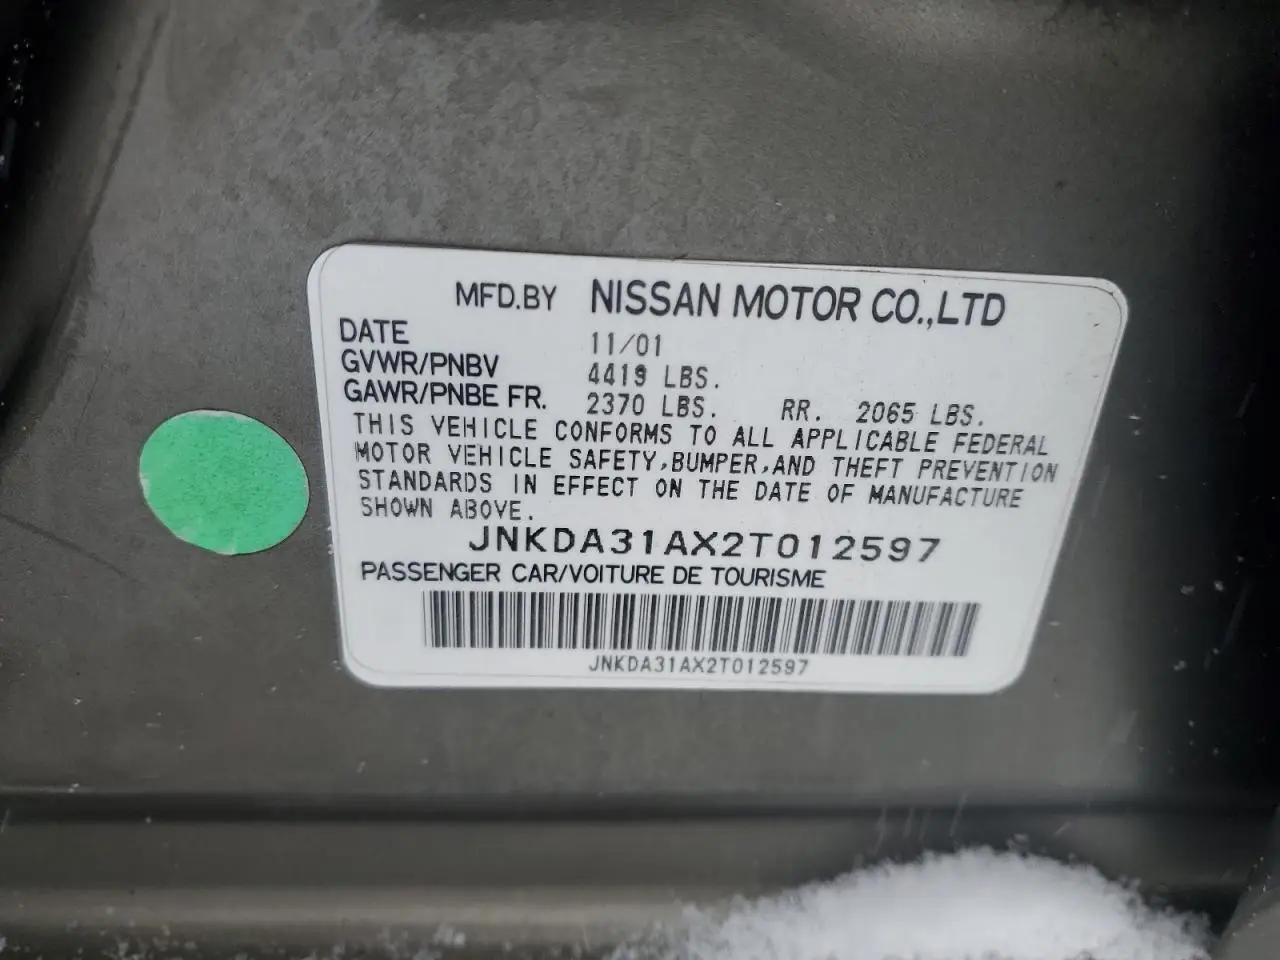 MFD.BY NISSAN MOTOR CO.,LTD
DATE 11/01
GVWR/PNBV 4419 LBS.
GAWR/PNBE FR. 2370 LBS. RR. 2065 LBS.
THIS VEHICLE CONFORMS TO ALL APPLICABLE FEDERAL
MOTOR VEHICLE SAFETY,BUMPER,AND THEFT PREVENTION
STANDARDS IN EFFECT ON THE DATE OF MANUFACTURE
SHOWN ABOVE.
JNKDA31AX2T012597
PASSENGER CAR/VOITURE DE TOURISME
JNKDA31AX2T012597